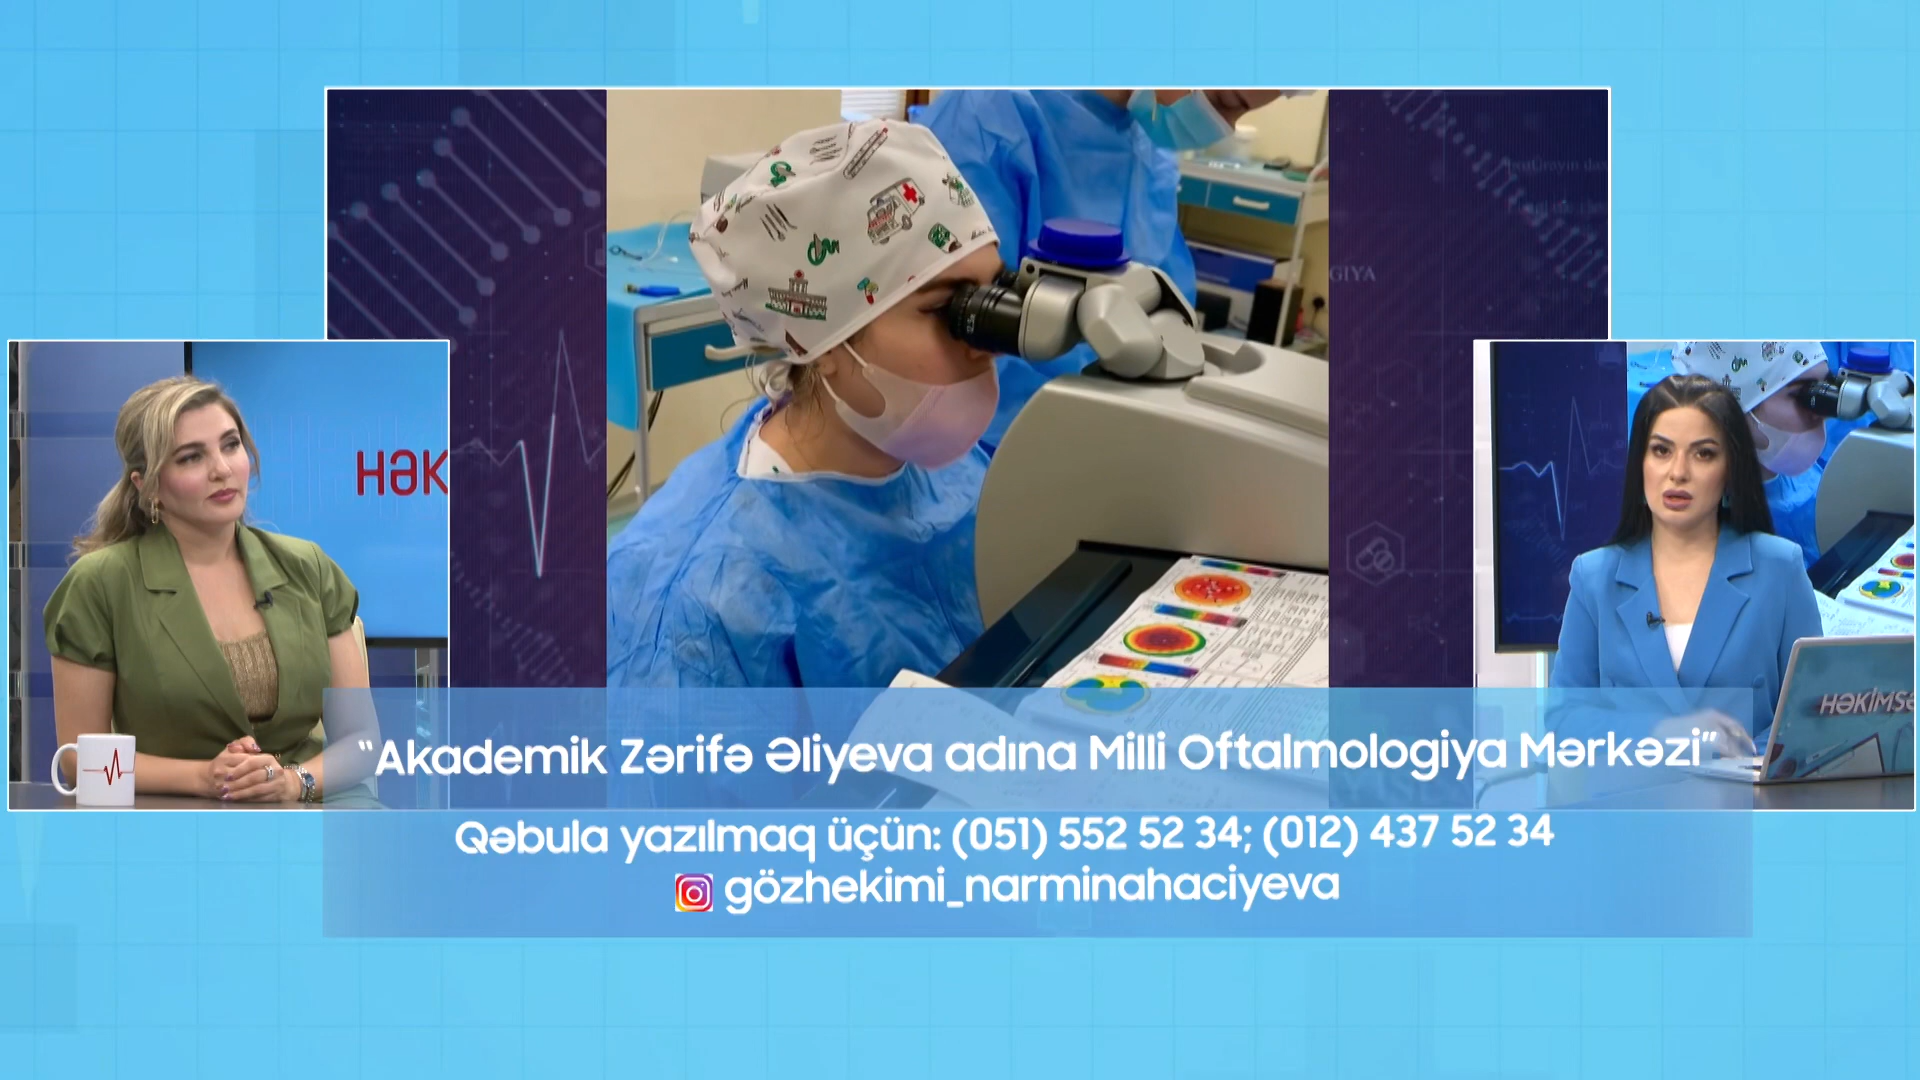 GIYA
HƏK
HƏKİMSƏ
"Akademik Zərifə Əliyeva adına Milli Oftalmologiya Mərkəzi"
Qəbula yazılmaq üçün: (051) 552 52 34; (012) 437 52 34
gözhekimi_narminahaciyeva